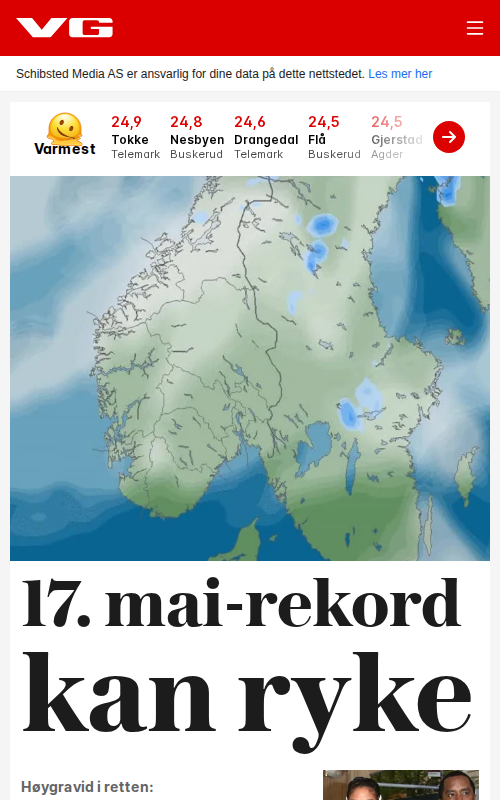 VG
Schibsted Media AS er ansvarlig for dine data på dette nettstedet. Les mer her
Varmest
24,9 24,8 24,6 24,5 24,5
Tokke Nesbyen Drangedal Flå Gjerstad
Telemark Buskerud Telemark Buskerud Agder
17. mai-rekord
kan ryke
Høygravid i retten: